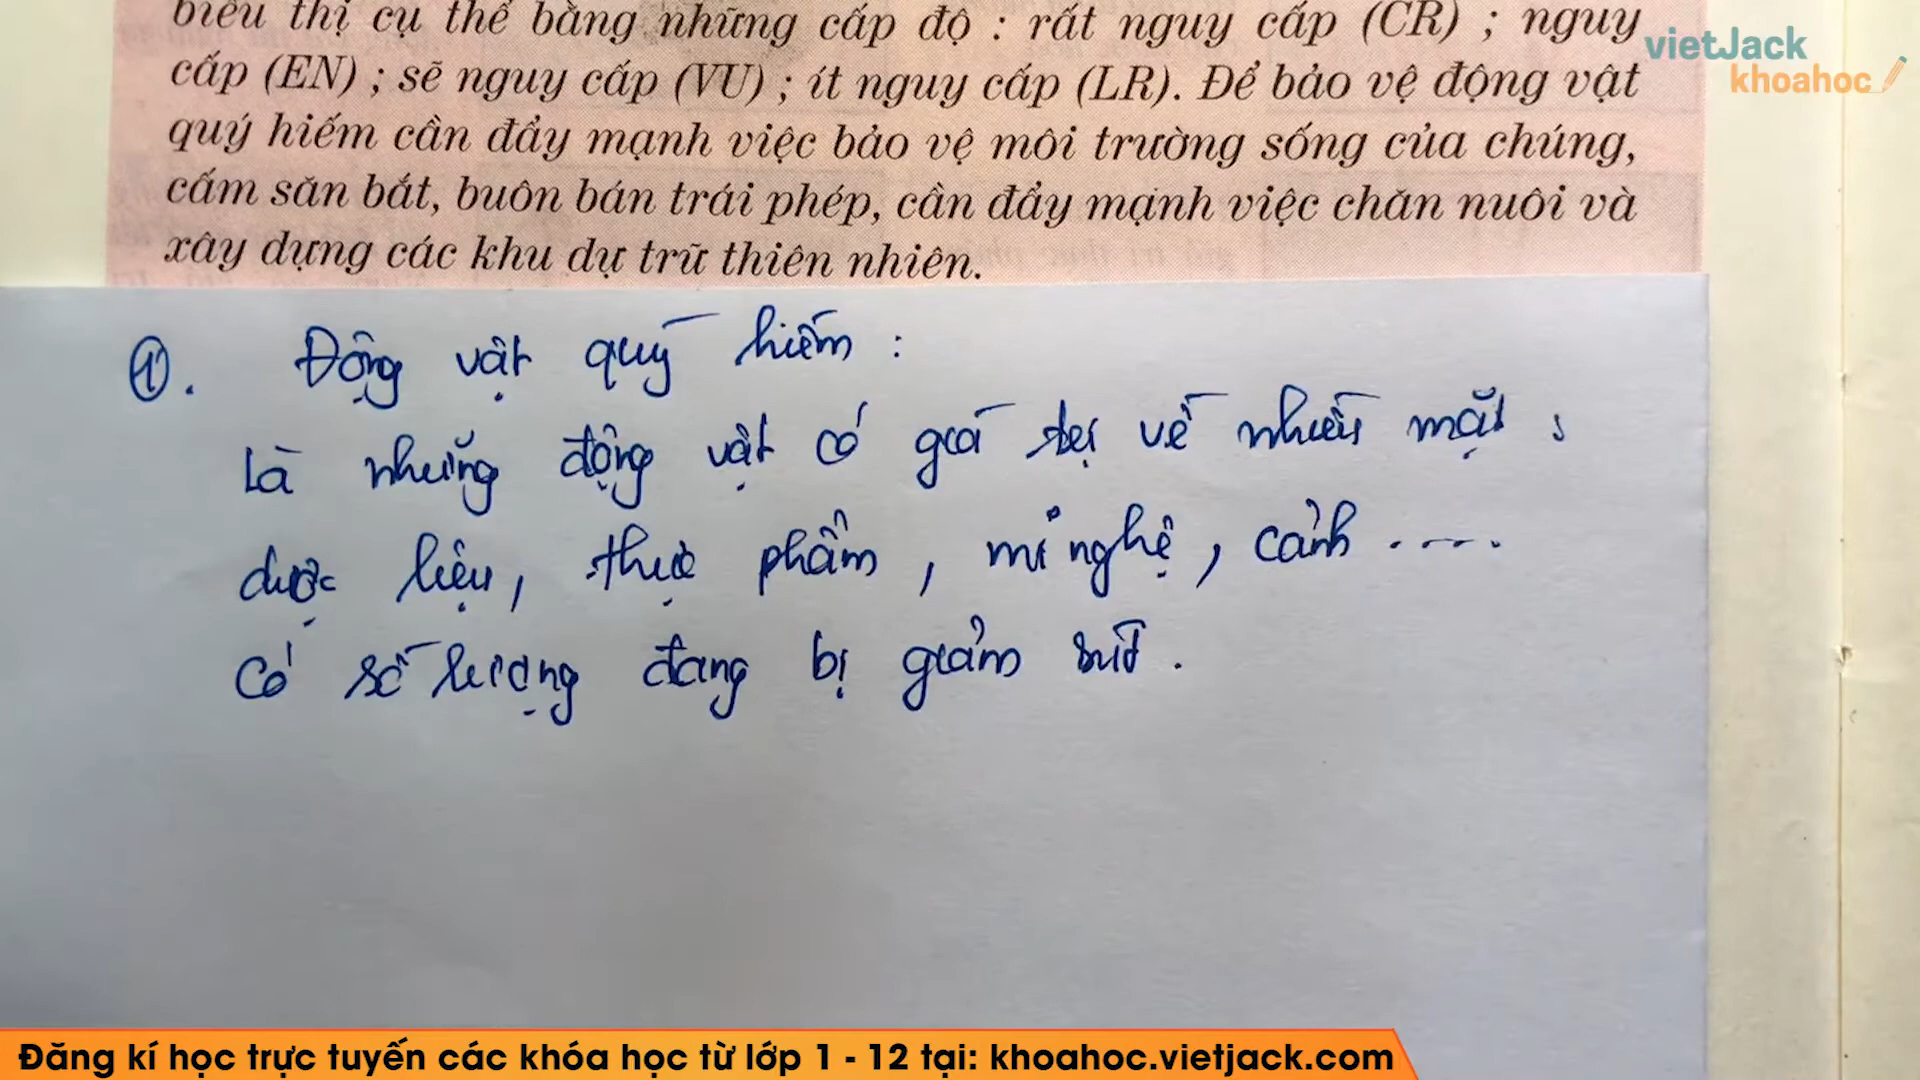 biểu thị cụ thể bằng những cấp độ : rất nguy cấp (CR) ; nguy
cấp (EN) ; sẽ nguy cấp (VU) ; ít nguy cấp (LR). Để bảo vệ động vật
quý hiếm cần đẩy mạnh việc bảo vệ môi trường sống của chúng,
cấm săn bắt, buôn bán trái phép, cần đẩy mạnh việc chăn nuôi và
xây dựng các khu dự trữ thiên nhiên.
vietJack
khoahoc
①. Động vật quý hiếm :
Là những động vật có giá trị về nhiều mặt :
dược liệu, thực phẩm, mĩ nghệ, cảnh .....
Có số lượng đang bị giảm sút.
Đăng kí học trực tuyến các khóa học từ lớp 1 - 12 tại: khoahoc.vietjack.com